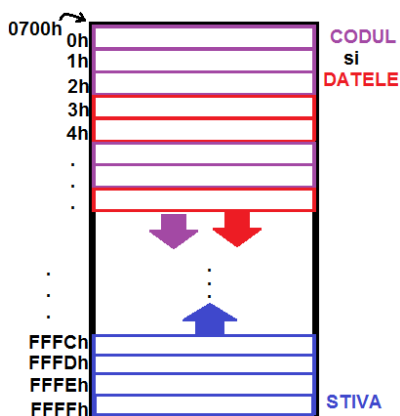 0700h
0h
1h
2h
3h
4h
.
.
.
.
.
.
.
.
.
FFFCh
FFFDh
FFFEh
FFFFh
CODUL
si
DATELE
STIVA